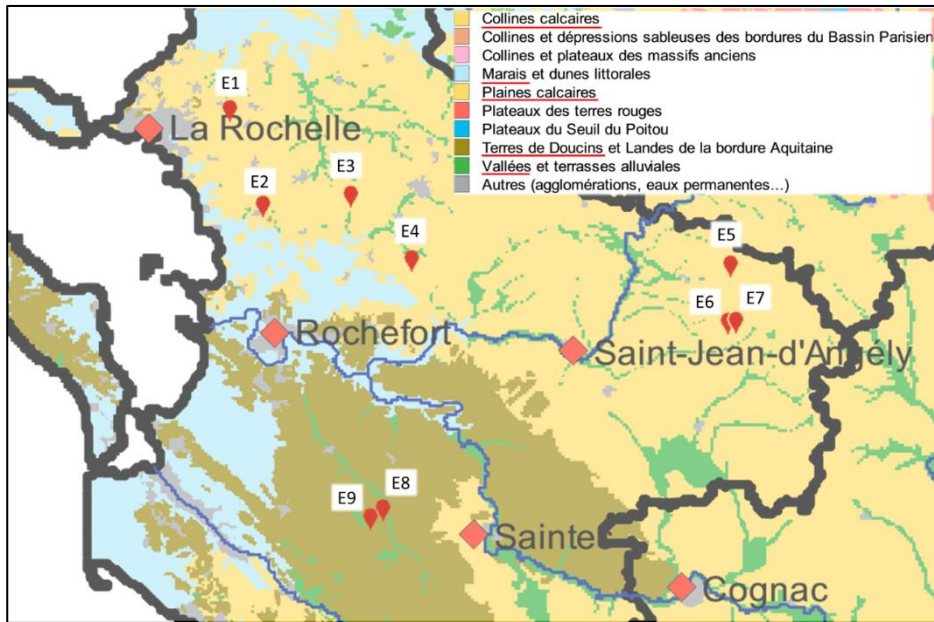 Collines calcaires
Collines et dépressions sableuses des bordures du Bassin Parisien
Collines et plateaux des massifs anciens
Marais et dunes littorales
Plaines calcaires
Plateaux des terres rouges
Plateaux du Seuil du Poitou
Terres de Doucins et Landes de la bordure Aquitaine
Vallées et terrasses alluviales
Autres (agglomérations, eaux permanentes...)
E1
La Rochelle
E3
E2
E4
E5
E6
E7
Rochefort
Saint-Jean-d'Angély
E8
E9
Sainte
Cognac